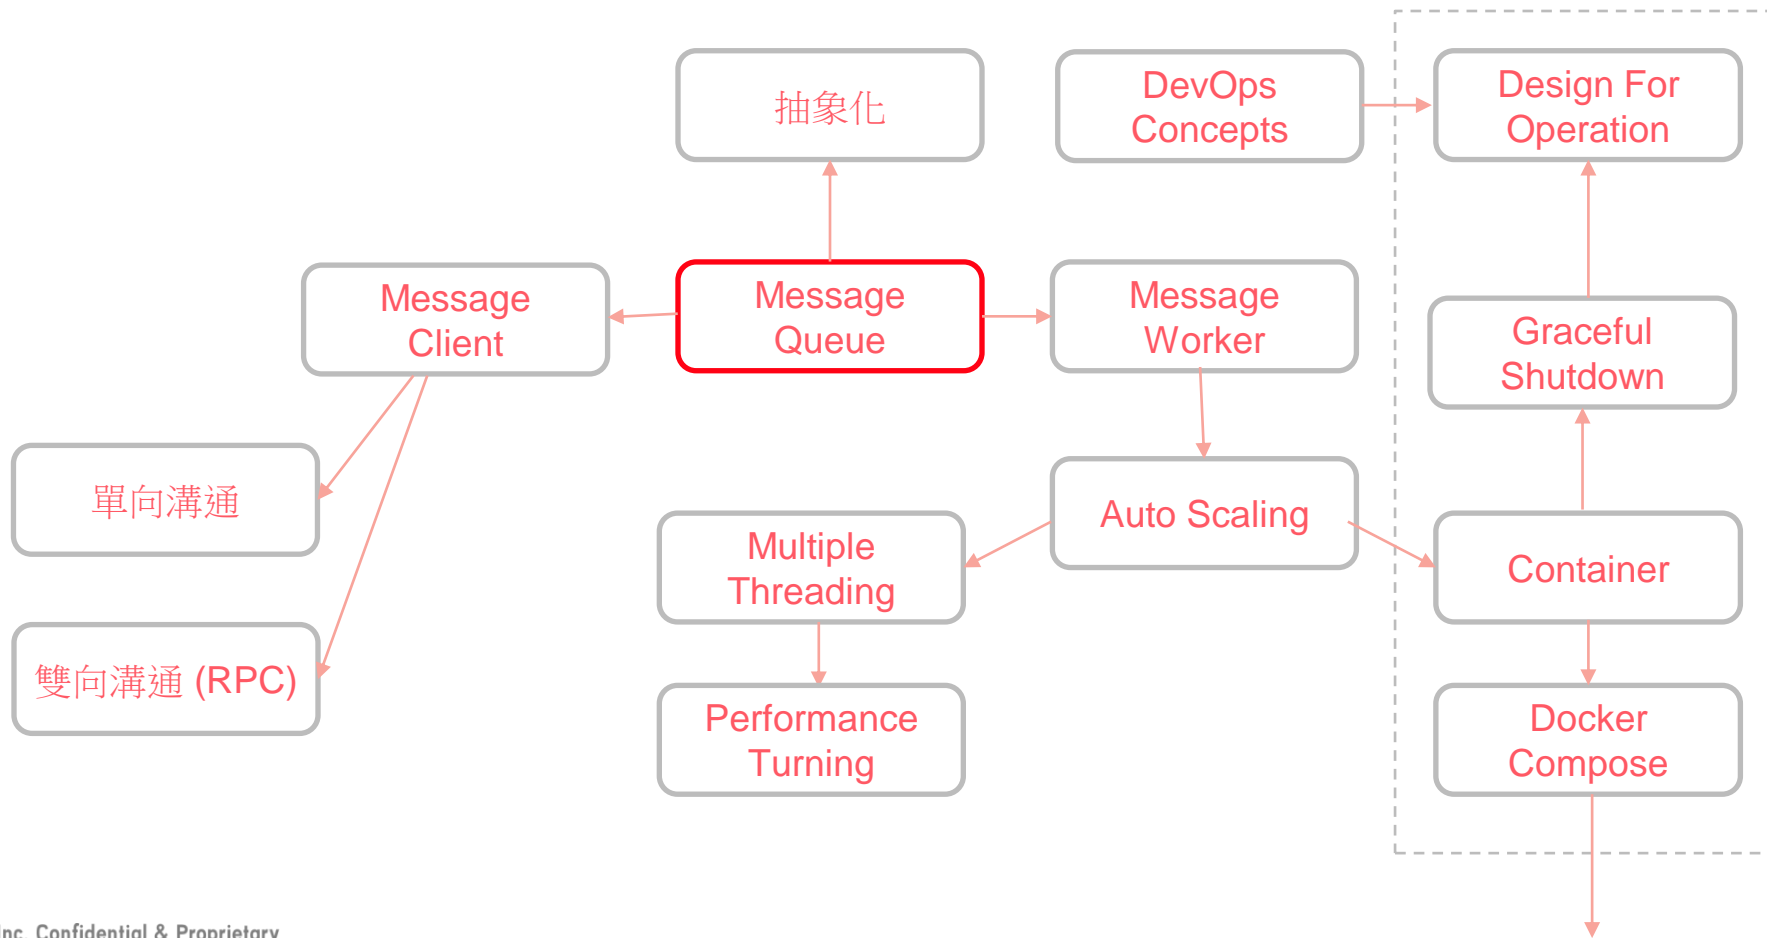 抽象化
DevOps
Concepts
Design For
Operation
Message
Client
Message
Queue
Message
Worker
Graceful
Shutdown
單向溝通
Multiple
Threading
Auto Scaling
Container
雙向溝通 (RPC)
Performance
Turning
Docker
Compose
Inc. Confidential & Proprietary